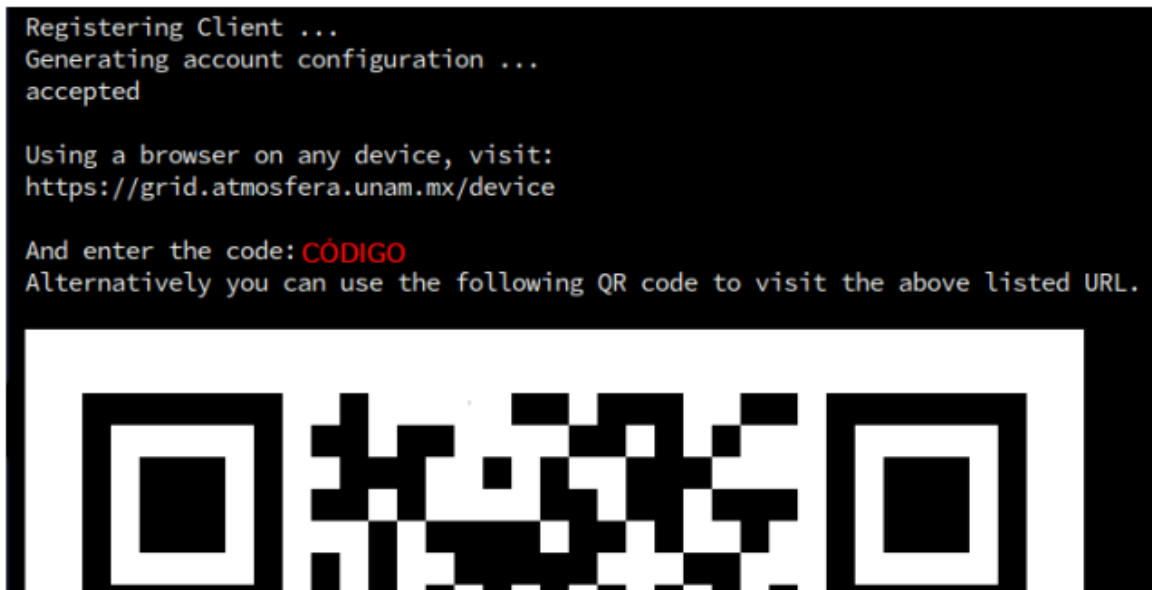 Registering Client ...
Generating account configuration ...
accepted
Using a browser on any device, visit:
https://grid.atmosfera.unam.mx/device
And enter the code: CÓDIGO
Alternatively you can use the following QR code to visit the above listed URL.